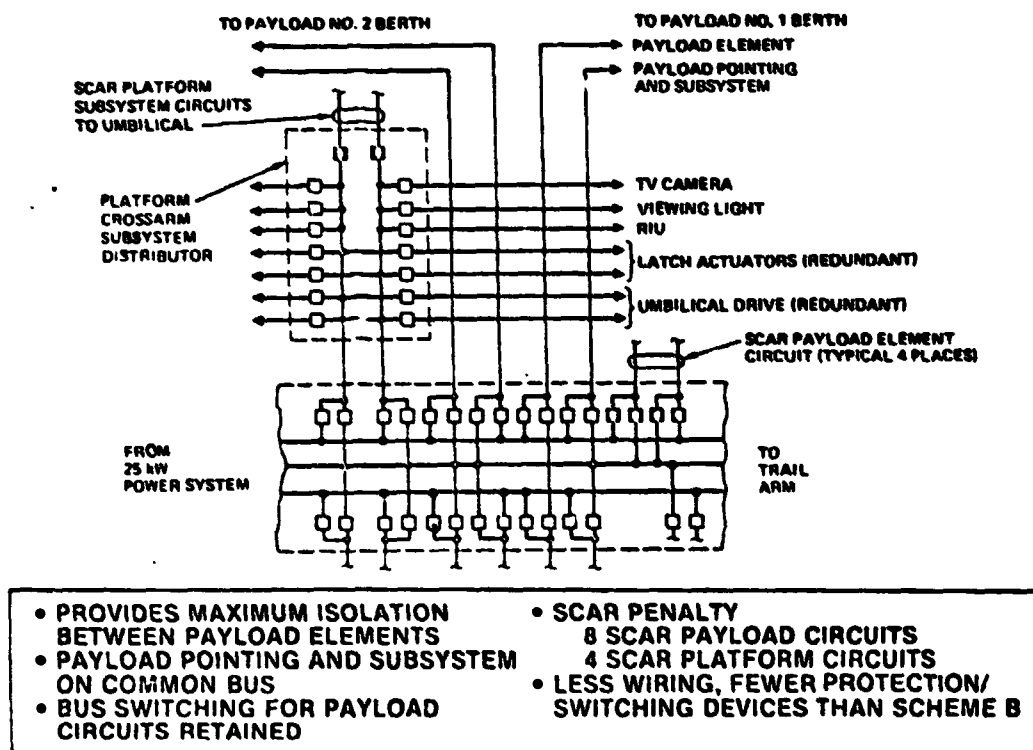 TO PAYLOAD NO. 2 BERTH
TO PAYLOAD NO. 1 BERTH
PAYLOAD ELEMENT
PAYLOAD POINTING
AND SUBSYSTEM
SCAR PLATFORM
SUBSYSTEM CIRCUITS
TO UMBILICAL
PLATFORM
CROSSARM
SUBSYSTEM
DISTRIBUTOR
TV CAMERA
VIEWING LIGHT
RIU
LATCH ACTUATORS (REDUNDANT)
UMBILICAL DRIVE (REDUNDANT)
SCAR PAYLOAD ELEMENT
CIRCUIT (TYPICAL 4 PLACES)
FROM
25 kW
POWER SYSTEM
TO
TRAIL
ARM
• PROVIDES MAXIMUM ISOLATION
BETWEEN PAYLOAD ELEMENTS
• PAYLOAD POINTING AND SUBSYSTEM
ON COMMON BUS
• BUS SWITCHING FOR PAYLOAD
CIRCUITS RETAINED
• SCAR PENALTY
8 SCAR PAYLOAD CIRCUITS
4 SCAR PLATFORM CIRCUITS
• LESS WIRING, FEWER PROTECTION/
SWITCHING DEVICES THAN SCHEME B